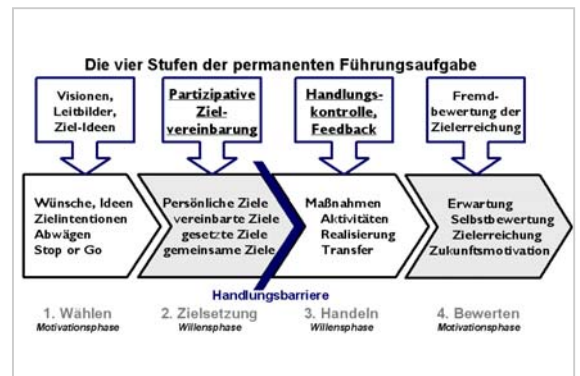 Die vier Stufen der permanenten Führungsaufgabe
Visionen,
Leitbilder,
Ziel-Ideen
Partizipative
Ziel-
vereinbarung
Handlungs-
kontrolle,
Feedback
Fremd-
bewertung der
Zielerreichung
Wünsche, Ideen
Zielintentionen
Abwägen
Stop or Go
Persönliche Ziele
vereinbarte Ziele
gesetzte Ziele
gemeinsame Ziele
Maßnahmen
Aktivitäten
Realisierung
Transfer
Erwartung
Selbstbewertung
Zielerreichung
Zukunftsmotivation
Handlungsbarriere
1. Wählen
Motivationsphase
2. Zielsetzung
Willensphase
3. Handeln
Willensphase
4. Bewerten
Motivationsphase